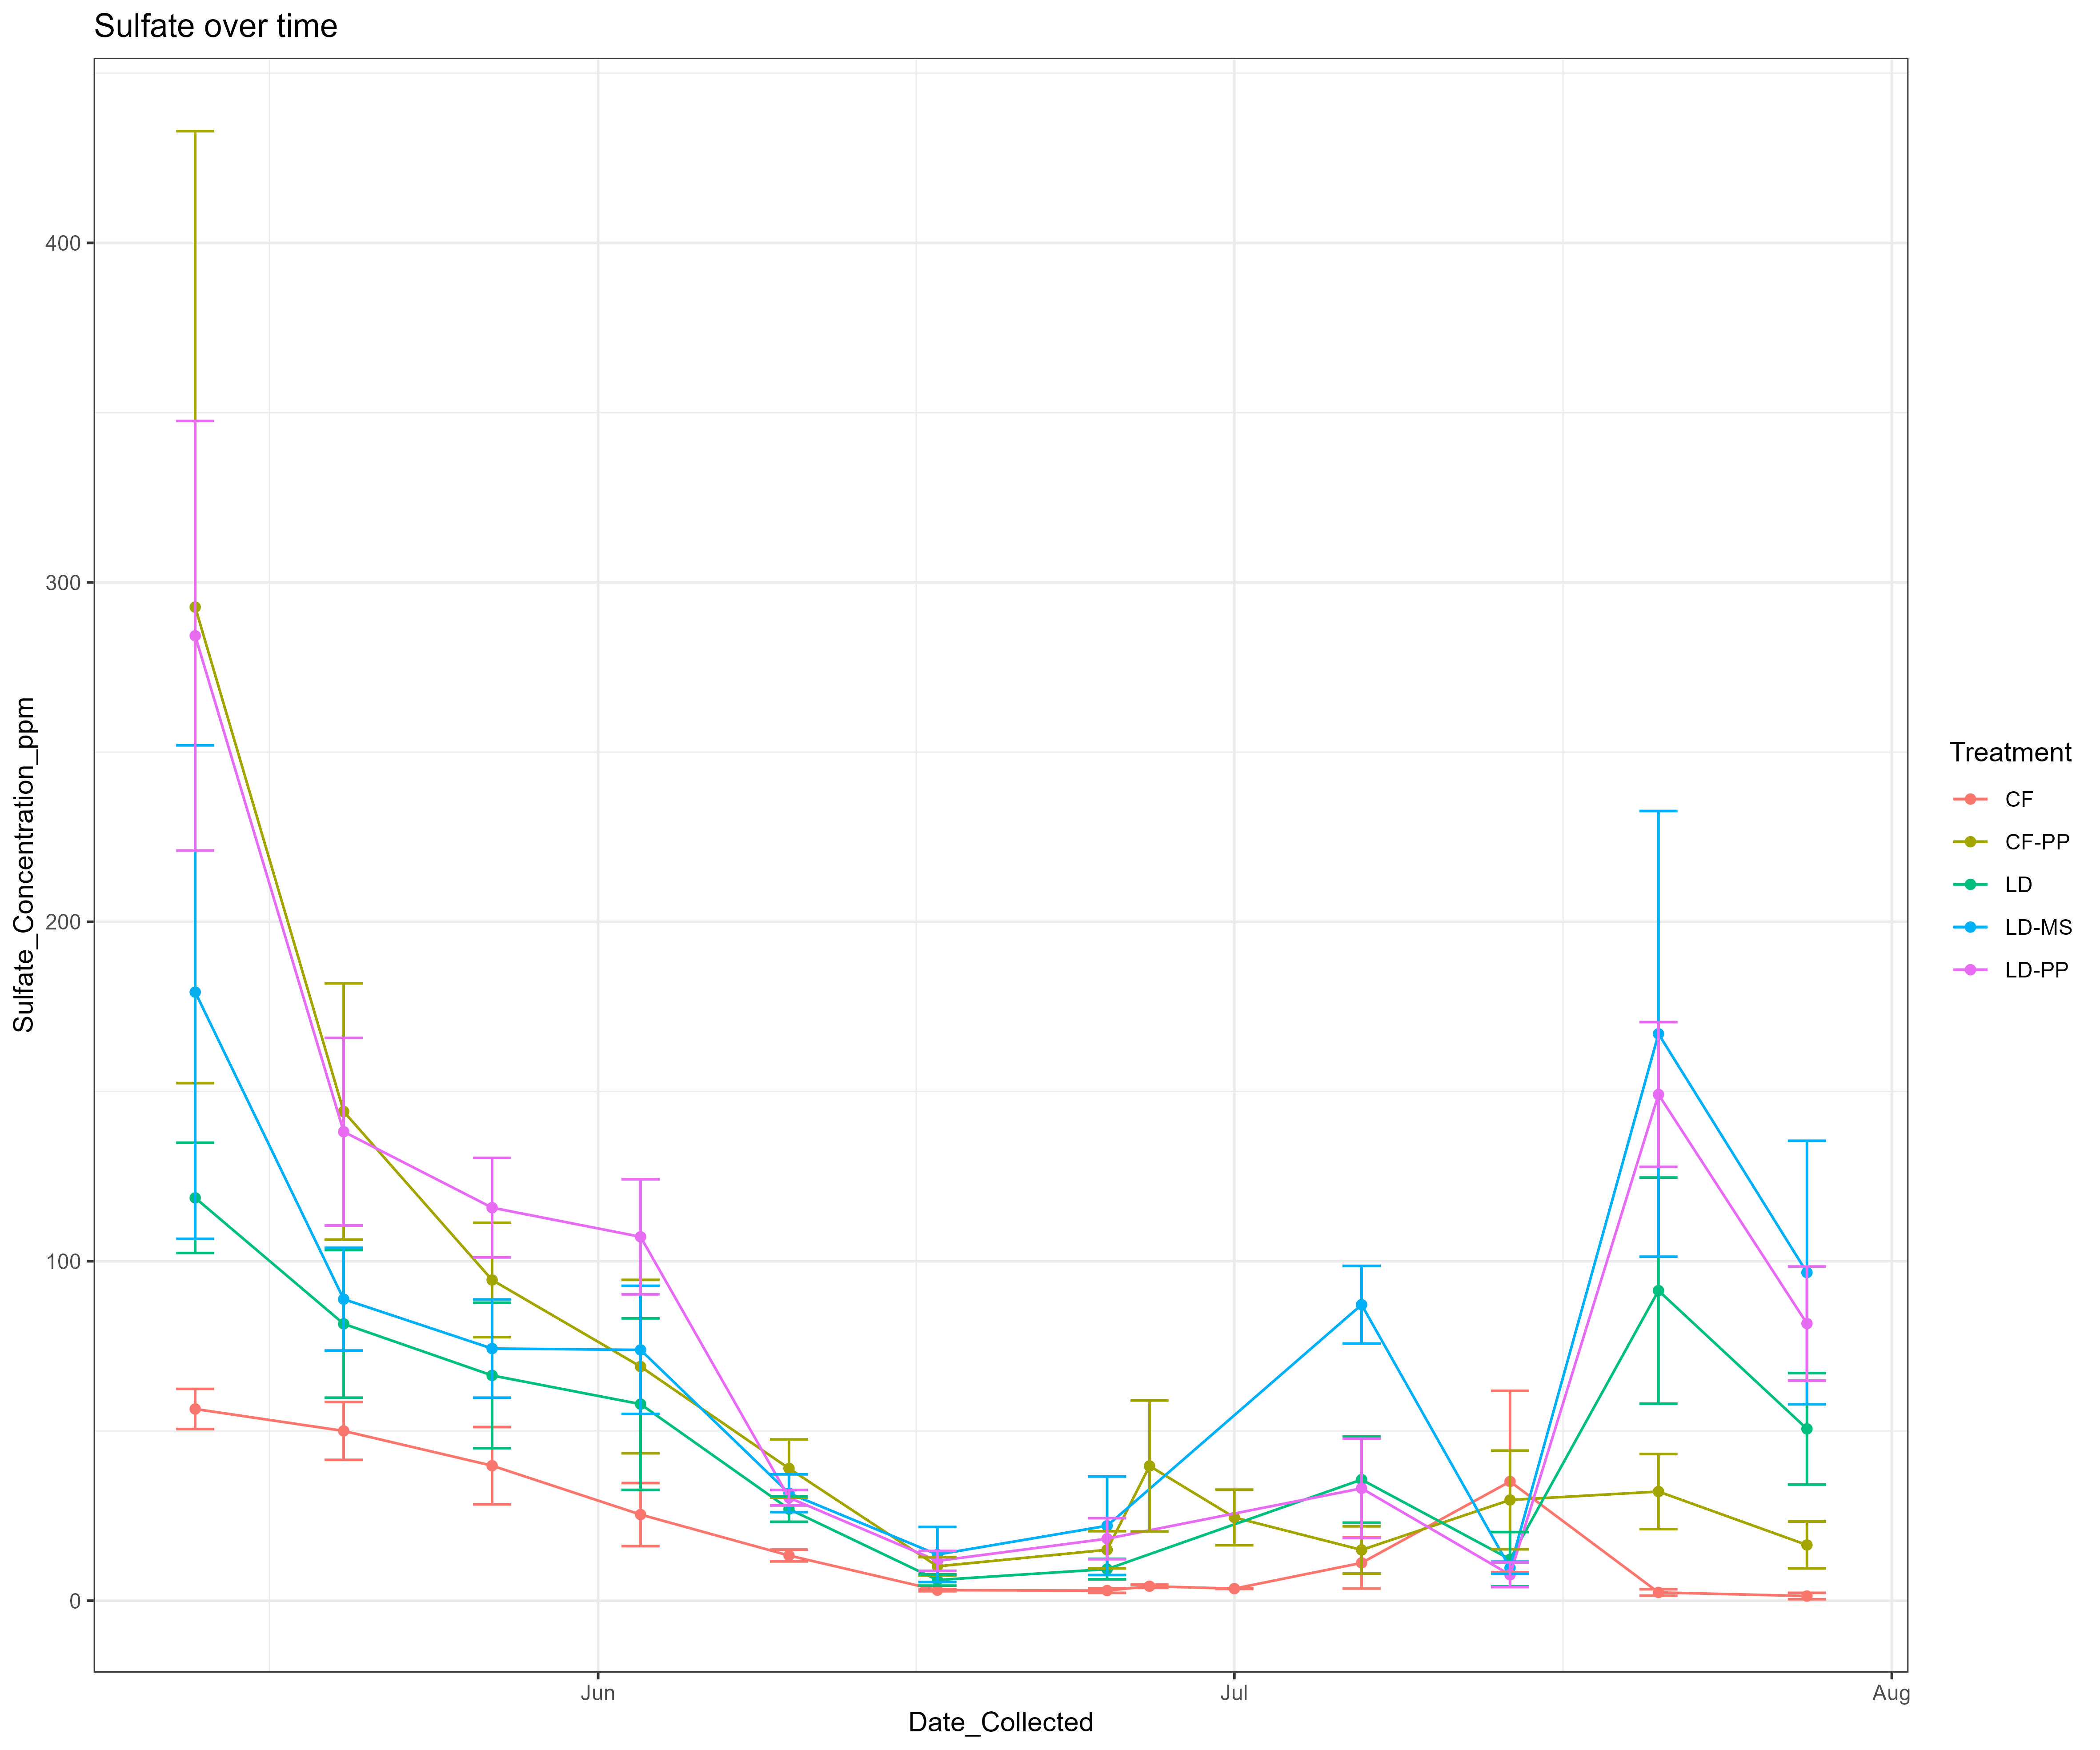 Sulfate over time
Sulfate_Concentration_ppm
400
300
200
100
0
Jun
Jul
Aug
Date_Collected
Treatment
CF
CF-PP
LD
LD-MS
LD-PP